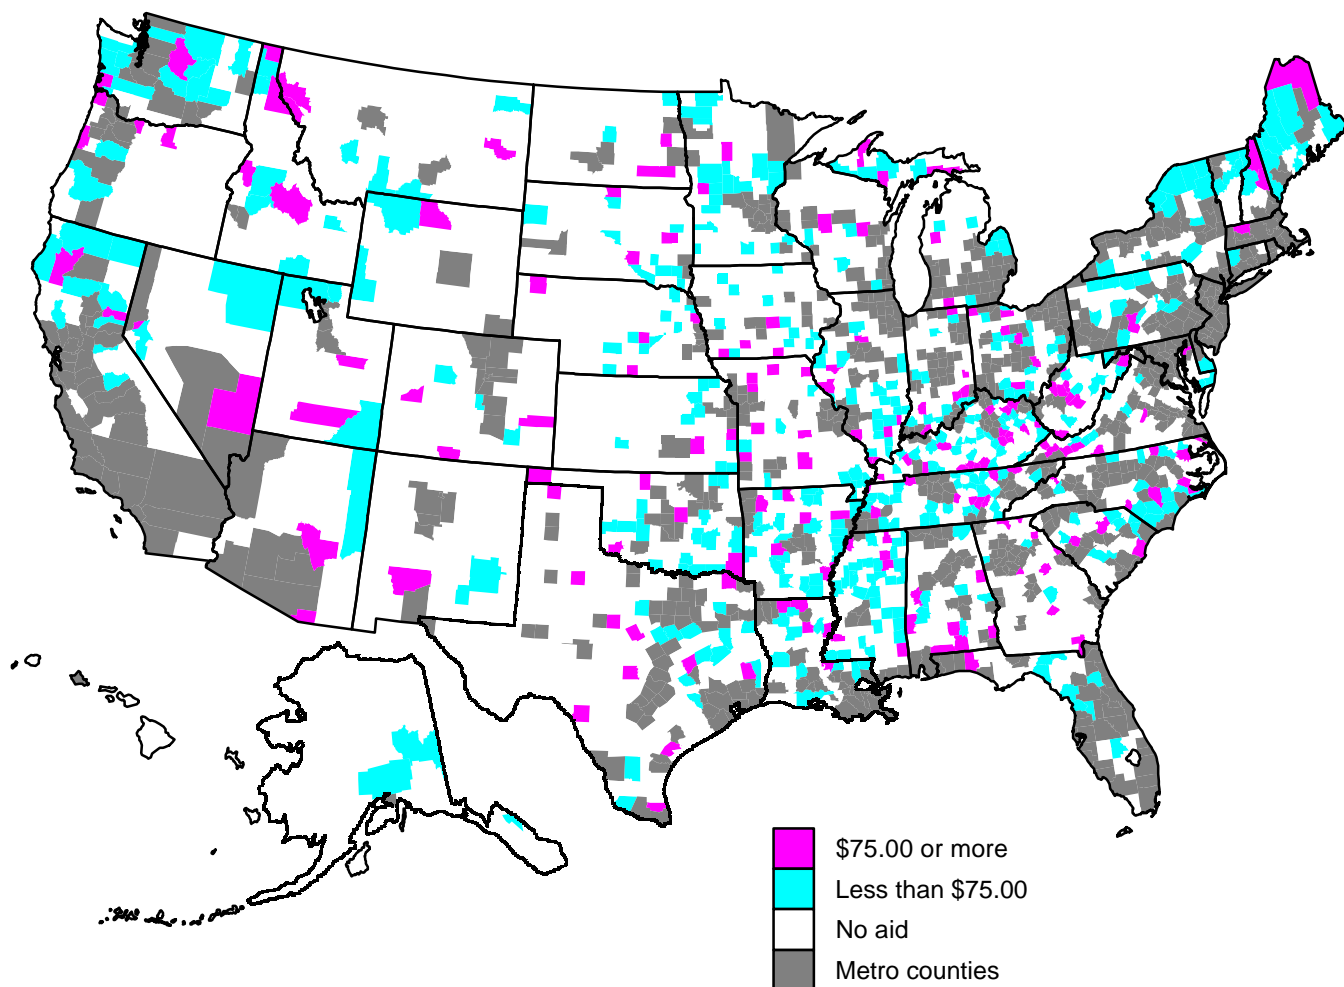 $75.00 or more
Less than $75.00
No aid
Metro counties